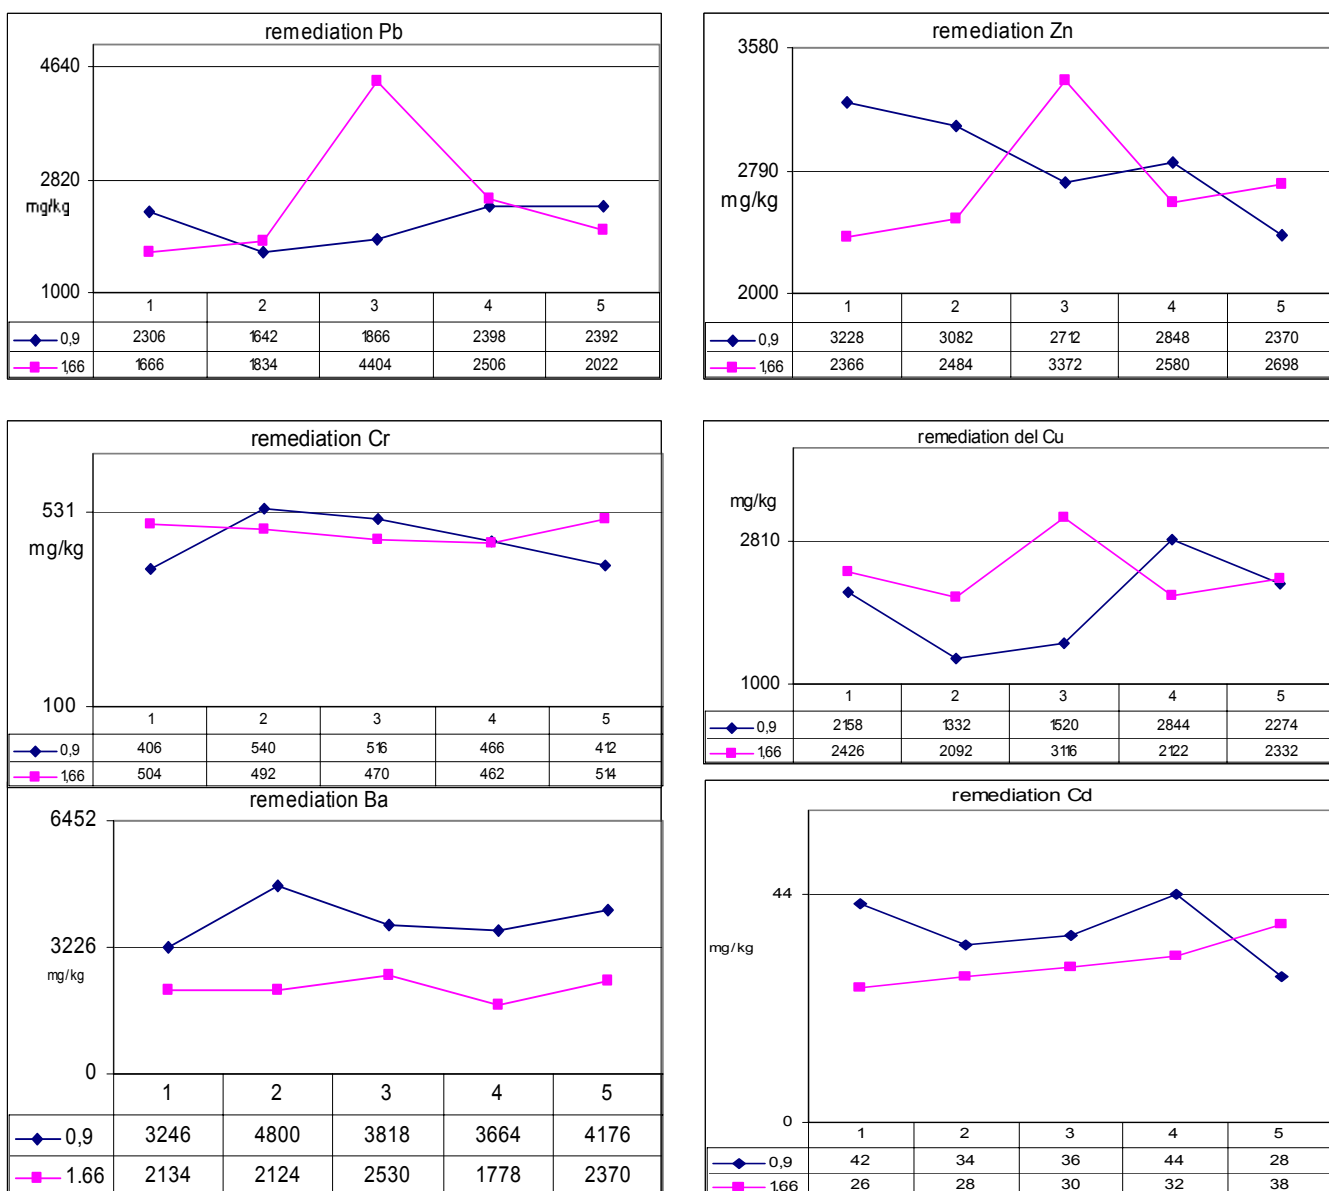 remediation Pb
4640
2820
mg/kg
1000
1 2 3 4 5
0,9 2306 1642 1866 2398 2392
1,66 1666 1834 4404 2506 2022
remediation Zn
3580
2790
mg/kg
2000
1 2 3 4 5
0,9 3228 3082 2712 2848 2370
1,66 2366 2484 3372 2580 2698
remediation Cr
531
mg/kg
100
1 2 3 4 5
0,9 406 540 516 466 412
1,66 504 492 470 462 514
remediation del Cu
mg/kg
2810
1000
1 2 3 4 5
0,9 2158 1332 1520 2844 2274
1,66 2426 2092 3116 2122 2332
remediation Ba
6452
3226
mg/kg
0
1 2 3 4 5
0,9 3246 4800 3818 3664 4176
1.66 2134 2124 2530 1778 2370
remediation Cd
44
mg/kg
0
1 2 3 4 5
0,9 42 34 36 44 28
1,66 26 28 30 32 38